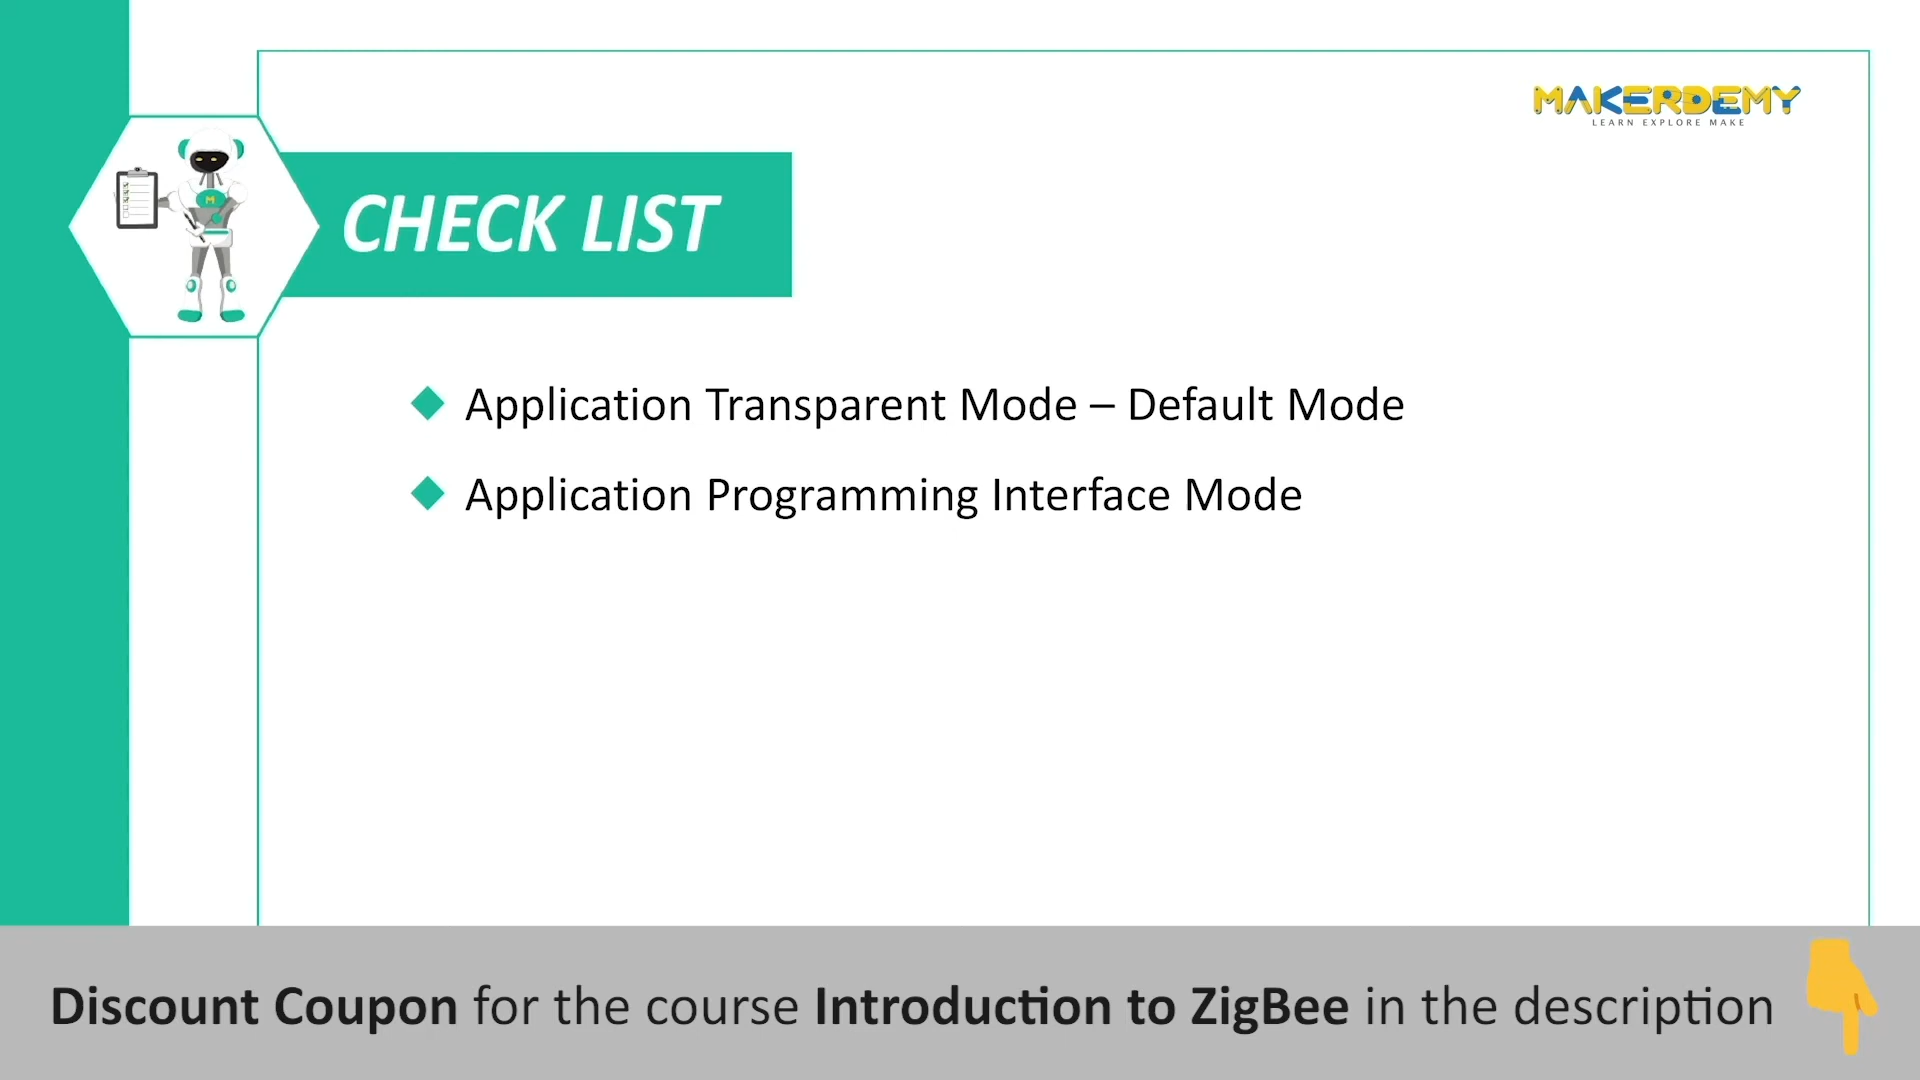 MAKERDEMY
LEARN EXPLORE MAKE
CHECK LIST
M
Application Transparent Mode – Default Mode
Application Programming Interface Mode
Discount Coupon for the course Introduction to ZigBee in the description